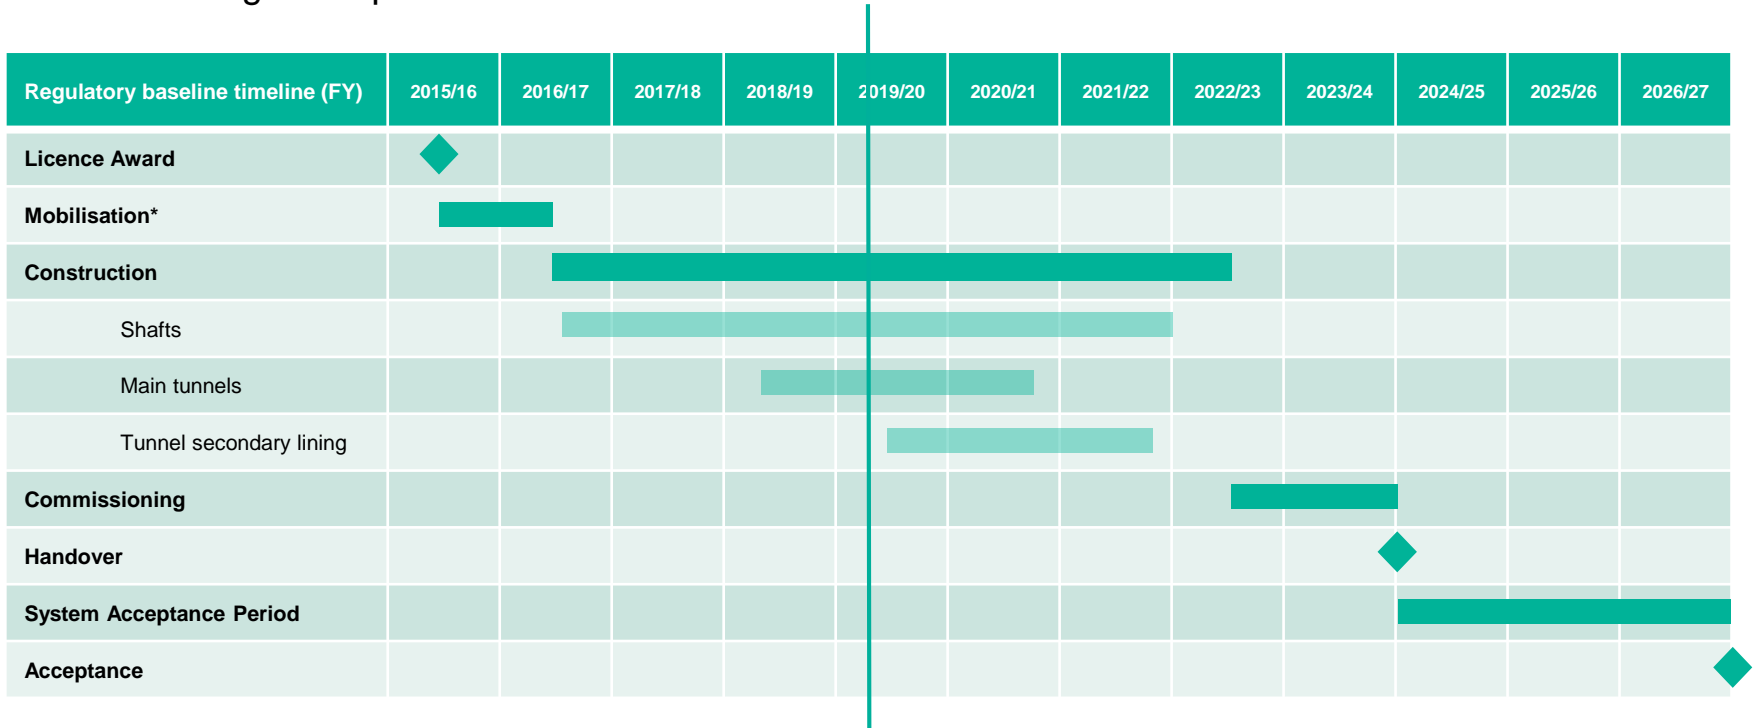 Regulatory baseline timeline (FY) 2015/16 2016/17 2017/18 2018/19 2019/20 2020/21 2021/22 2022/23 2023/24 2024/25 2025/26 2026/27
Licence Award
Mobilisation*
Construction
Shafts
Main tunnels
Tunnel secondary lining
Commissioning
Handover
System Acceptance Period
Acceptance